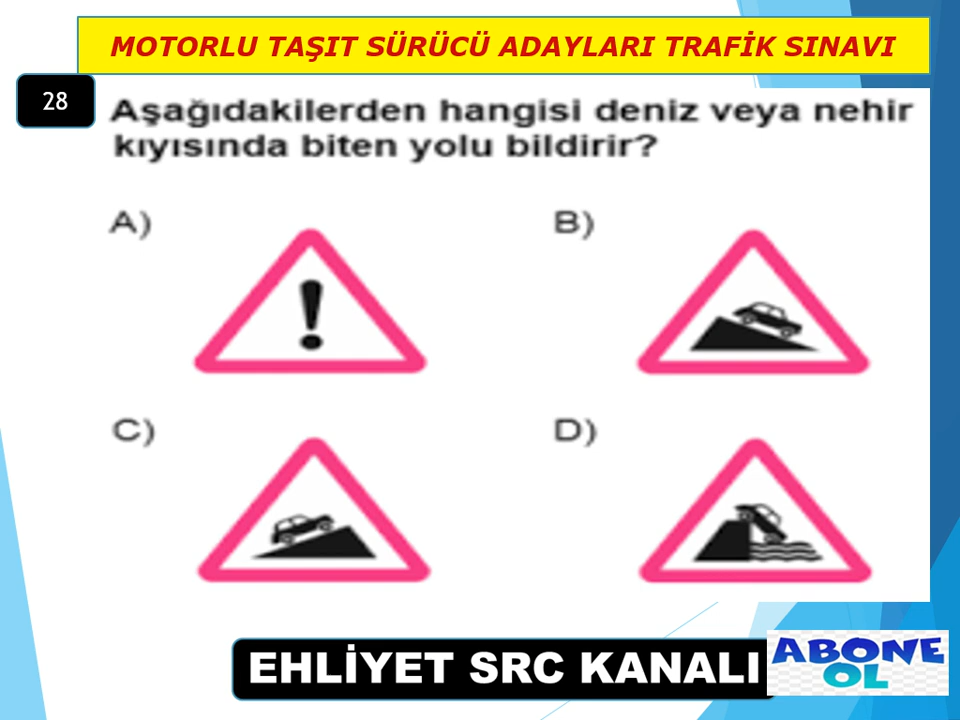 MOTORLU TAŞIT SÜRÜCÜ ADAYLARI TRAFİK SINAVI
28
Aşağıdakilerden hangisi deniz veya nehir
kıyısında biten yolu bildirir?
A)
B)
!
C)
D)
EHLİYET SRC KANALI
ABONE
OL